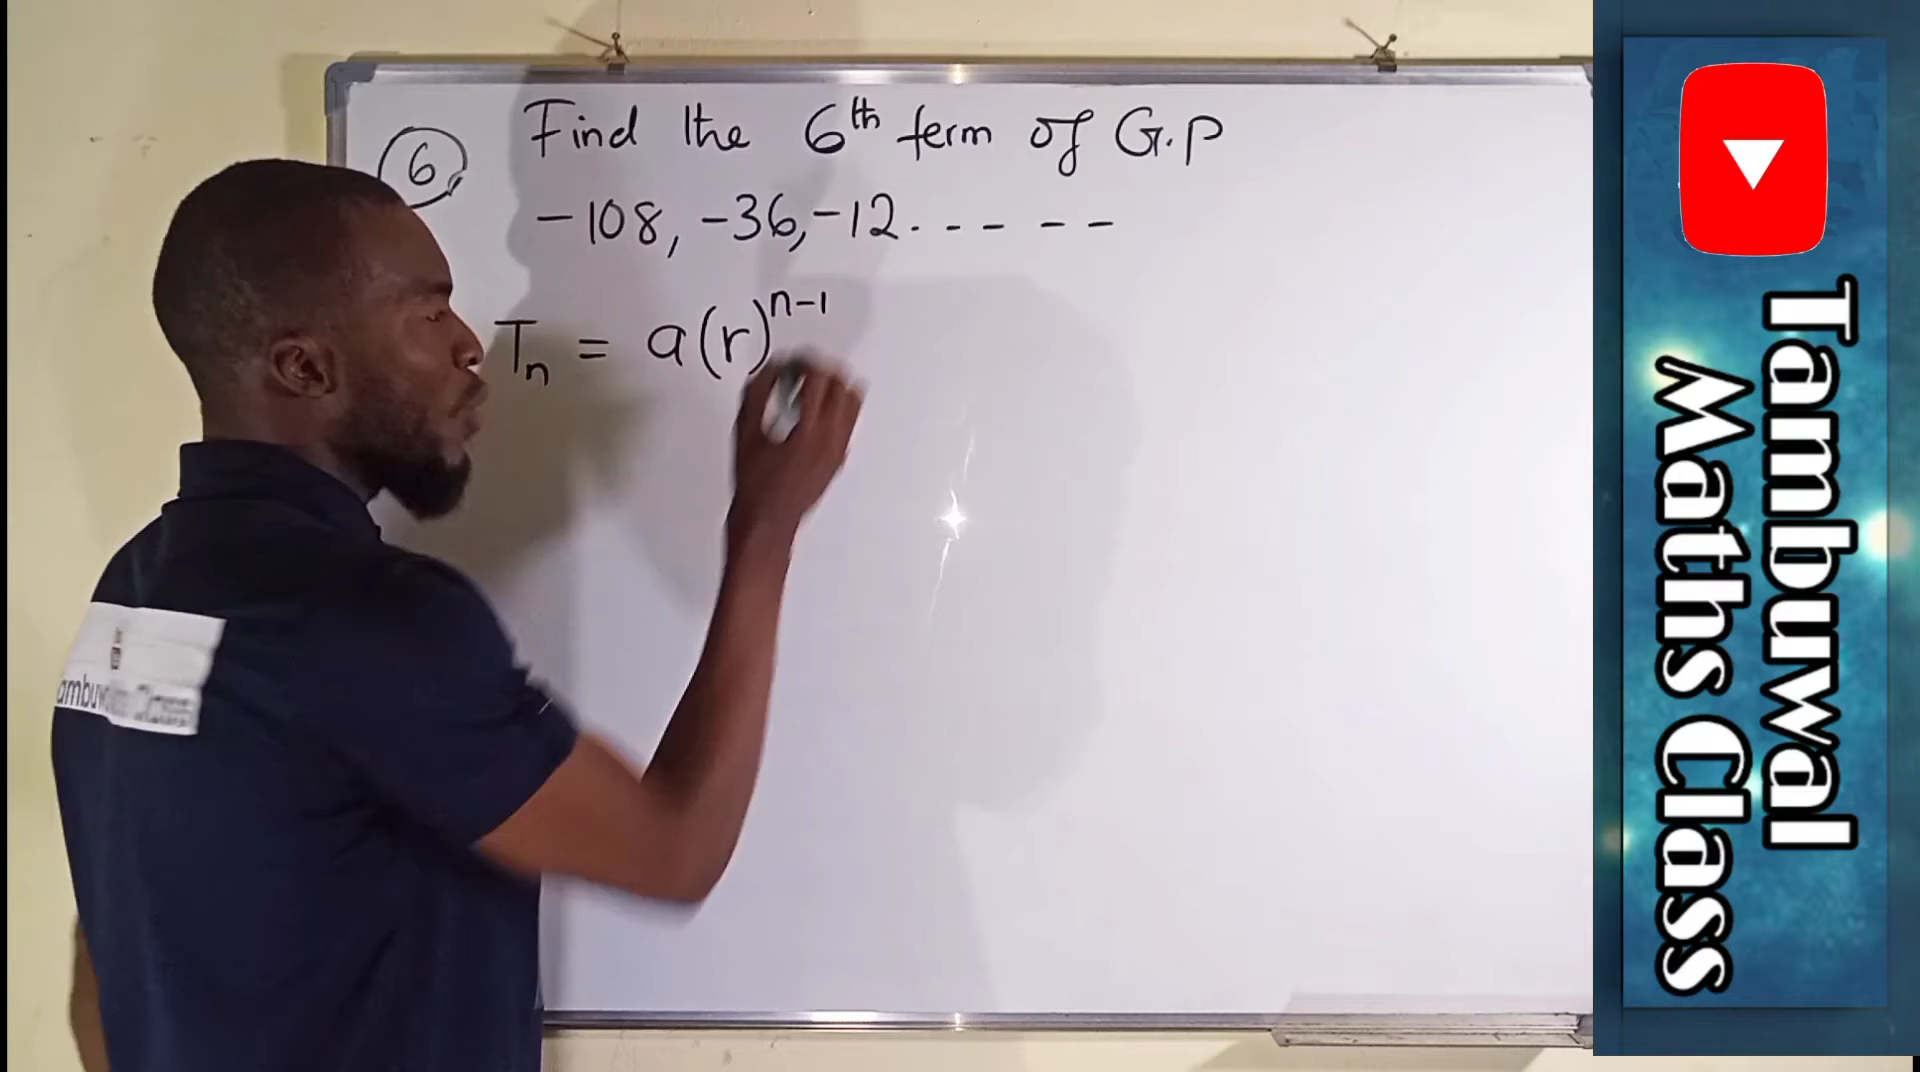 6
Find the 6th term of G.P
-108, -36, -12 . - - - - -
Tn = a(r)^n-1
Tambuwal
Maths Class